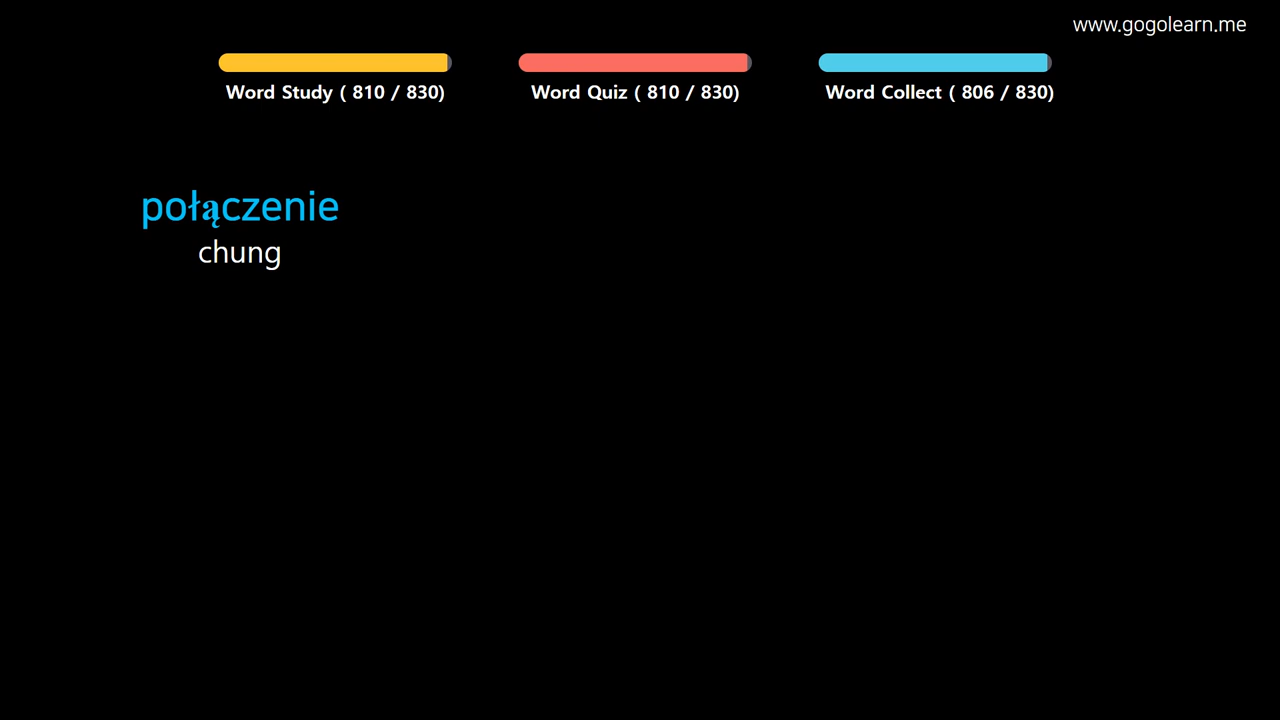 www.gogolearn.me
Word Study ( 810 / 830)
Word Quiz ( 810 / 830)
Word Collect ( 806 / 830)
połączenie
chung